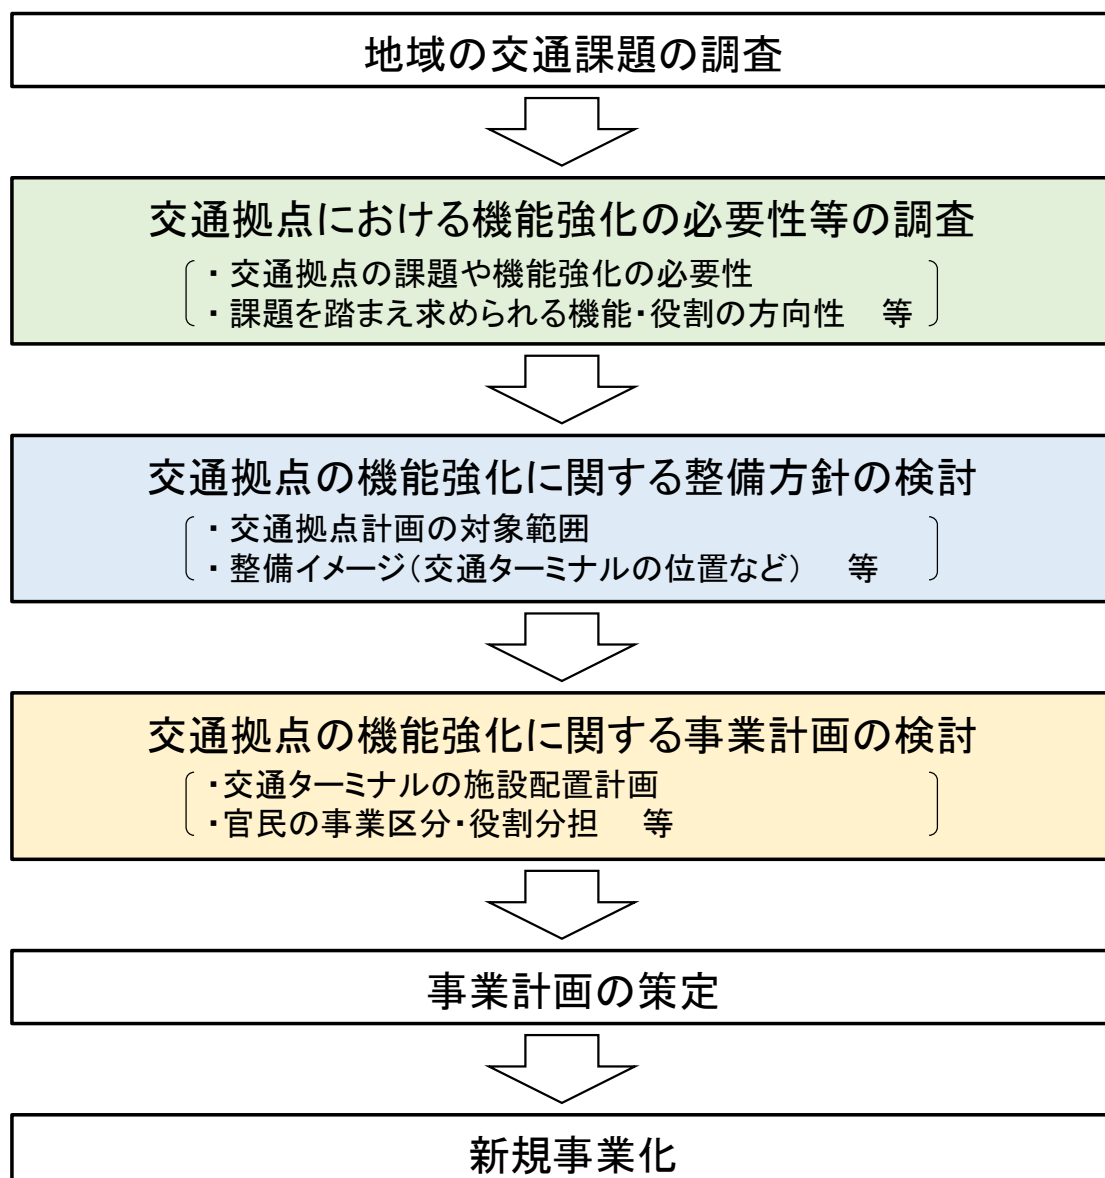 地域の交通課題の調査
交通拠点における機能強化の必要性等の調査
・交通拠点の課題や機能強化の必要性
・課題を踏まえ求められる機能・役割の方向性　等
交通拠点の機能強化に関する整備方針の検討
・交通拠点計画の対象範囲
・整備イメージ（交通ターミナルの位置など）　等
交通拠点の機能強化に関する事業計画の検討
・交通ターミナルの施設配置計画
・官民の事業区分・役割分担　等
事業計画の策定
新規事業化